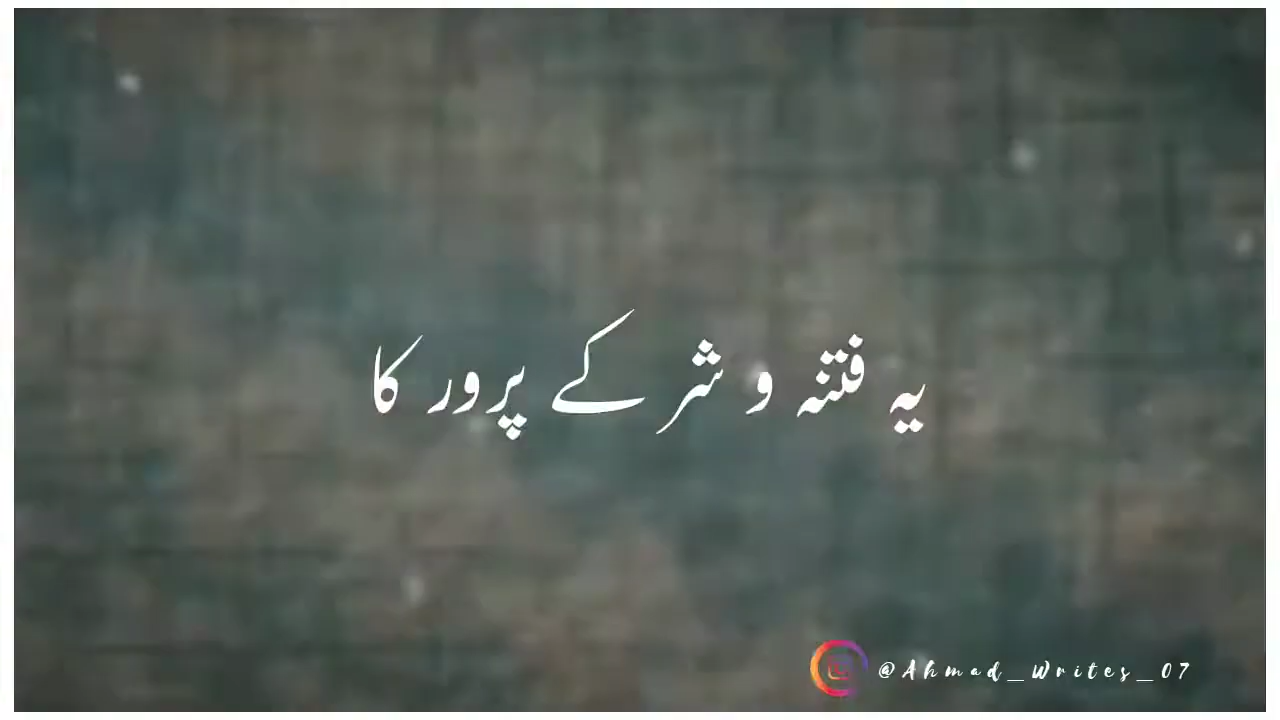 یہ فتنہ و شر کے پرور کا
@Ahmad_Writes_07